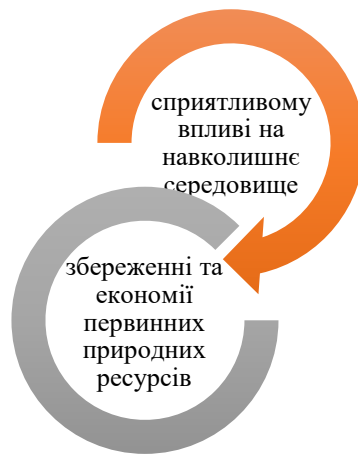 сприятливому
впливі на
навколишнє
середовище
збереженні та
економії
первинних
природних
ресурсів